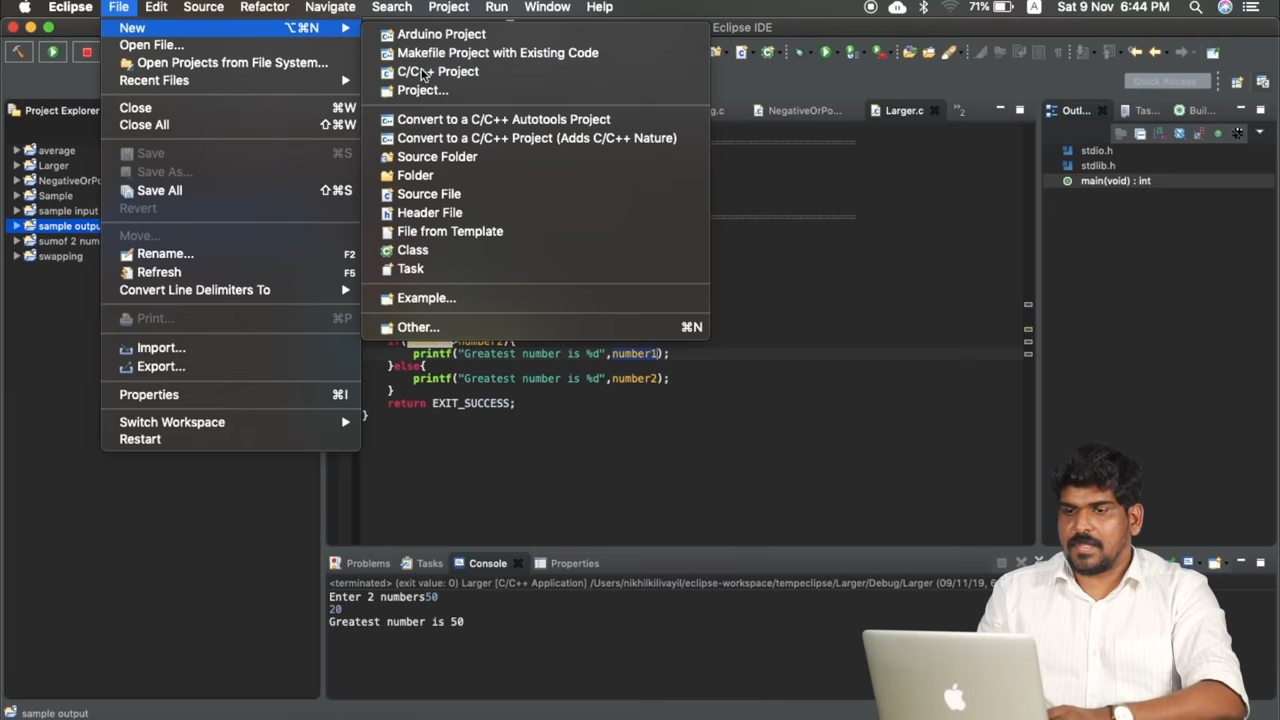 Eclipse File Edit Source Refactor Navigate Search Project Run Window Help 71% A Sat 9 Nov 6:44 PM
Eclipse IDE
Quick Access
New ⌥⌘N
Open File...
Open Projects from File System...
Recent Files
Close ⌘W
Close All ⇧⌘W
Save ⌘S
Save As...
Save All ⇧⌘S
Revert
Move...
Rename... F2
Refresh F5
Convert Line Delimiters To
Print... ⌘P
Import...
Export...
Properties ⌘I
Switch Workspace
Restart
Arduino Project
Makefile Project with Existing Code
C/C++ Project
Project...
Convert to a C/C++ Autotools Project
Convert to a C/C++ Project (Adds C/C++ Nature)
Source Folder
Folder
Source File
Header File
File from Template
Class
Task
Example...
Other... ⌘N
Project Explorer
average
Larger
NegativeOrPo
Sample
sample input
sample outpu
sumof 2 num
swapping
g.c NegativeOrPo... Larger.c »2
Outl... Tas... Buil...
stdio.h
stdlib.h
main(void) : int
if( >number2){
printf("Greatest number is %d",number1);
}else{
printf("Greatest number is %d",number2);
}
return EXIT_SUCCESS;
}
Problems Tasks Console Properties
<terminated> (exit value: 0) Larger [C/C++ Application] /Users/nikhilkilivayil/eclipse-workspace/tempeclipse/Larger/Debug/Larger (09/11/19, 6
Enter 2 numbers50
20
Greatest number is 50
sample output